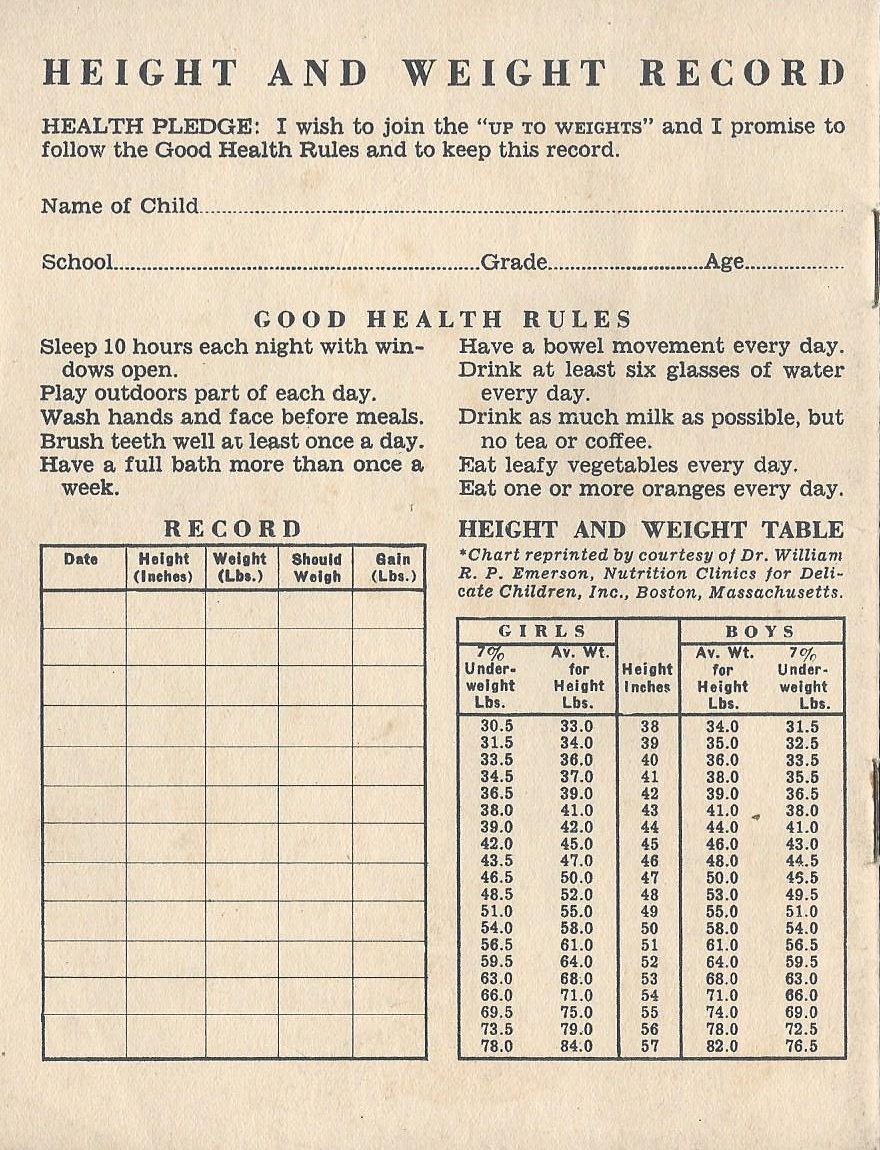 HEIGHT AND WEIGHT RECORD
HEALTH PLEDGE: I wish to join the “UP TO WEIGHTS” and I promise to
follow the Good Health Rules and to keep this record.
Name of Child
School Grade Age
GOOD HEALTH RULES
Sleep 10 hours each night with win-
dows open.
Play outdoors part of each day.
Wash hands and face before meals.
Brush teeth well at least once a day.
Have a full bath more than once a
week.
Have a bowel movement every day.
Drink at least six glasses of water
every day.
Drink as much milk as possible, but
no tea or coffee.
Eat leafy vegetables every day.
Eat one or more oranges every day.
RECORD
Date Height Weight Should Gain
(Inches) (Lbs.) Weigh (Lbs.)
HEIGHT AND WEIGHT TABLE
*Chart reprinted by courtesy of Dr. William
R. P. Emerson, Nutrition Clinics for Deli-
cate Children, Inc., Boston, Massachusetts.
GIRLS BOYS
7% Av. Wt. Av. Wt. 7%
Under- for Height for Under-
weight Height Inches Height weight
Lbs. Lbs. Lbs. Lbs.
30.5 33.0 38 34.0 31.5
31.5 34.0 39 35.0 32.5
33.5 36.0 40 36.0 33.5
34.5 37.0 41 38.0 35.5
36.5 39.0 42 39.0 36.5
38.0 41.0 43 41.0 38.0
39.0 42.0 44 44.0 41.0
42.0 45.0 45 46.0 43.0
43.5 47.0 46 48.0 44.5
46.5 50.0 47 50.0 46.5
48.5 52.0 48 53.0 49.5
51.0 55.0 49 55.0 51.0
54.0 58.0 50 58.0 54.0
56.5 61.0 51 61.0 56.5
59.5 64.0 52 64.0 59.5
63.0 68.0 53 68.0 63.0
66.0 71.0 54 71.0 66.0
69.5 75.0 55 74.0 69.0
73.5 79.0 56 78.0 72.5
78.0 84.0 57 82.0 76.5